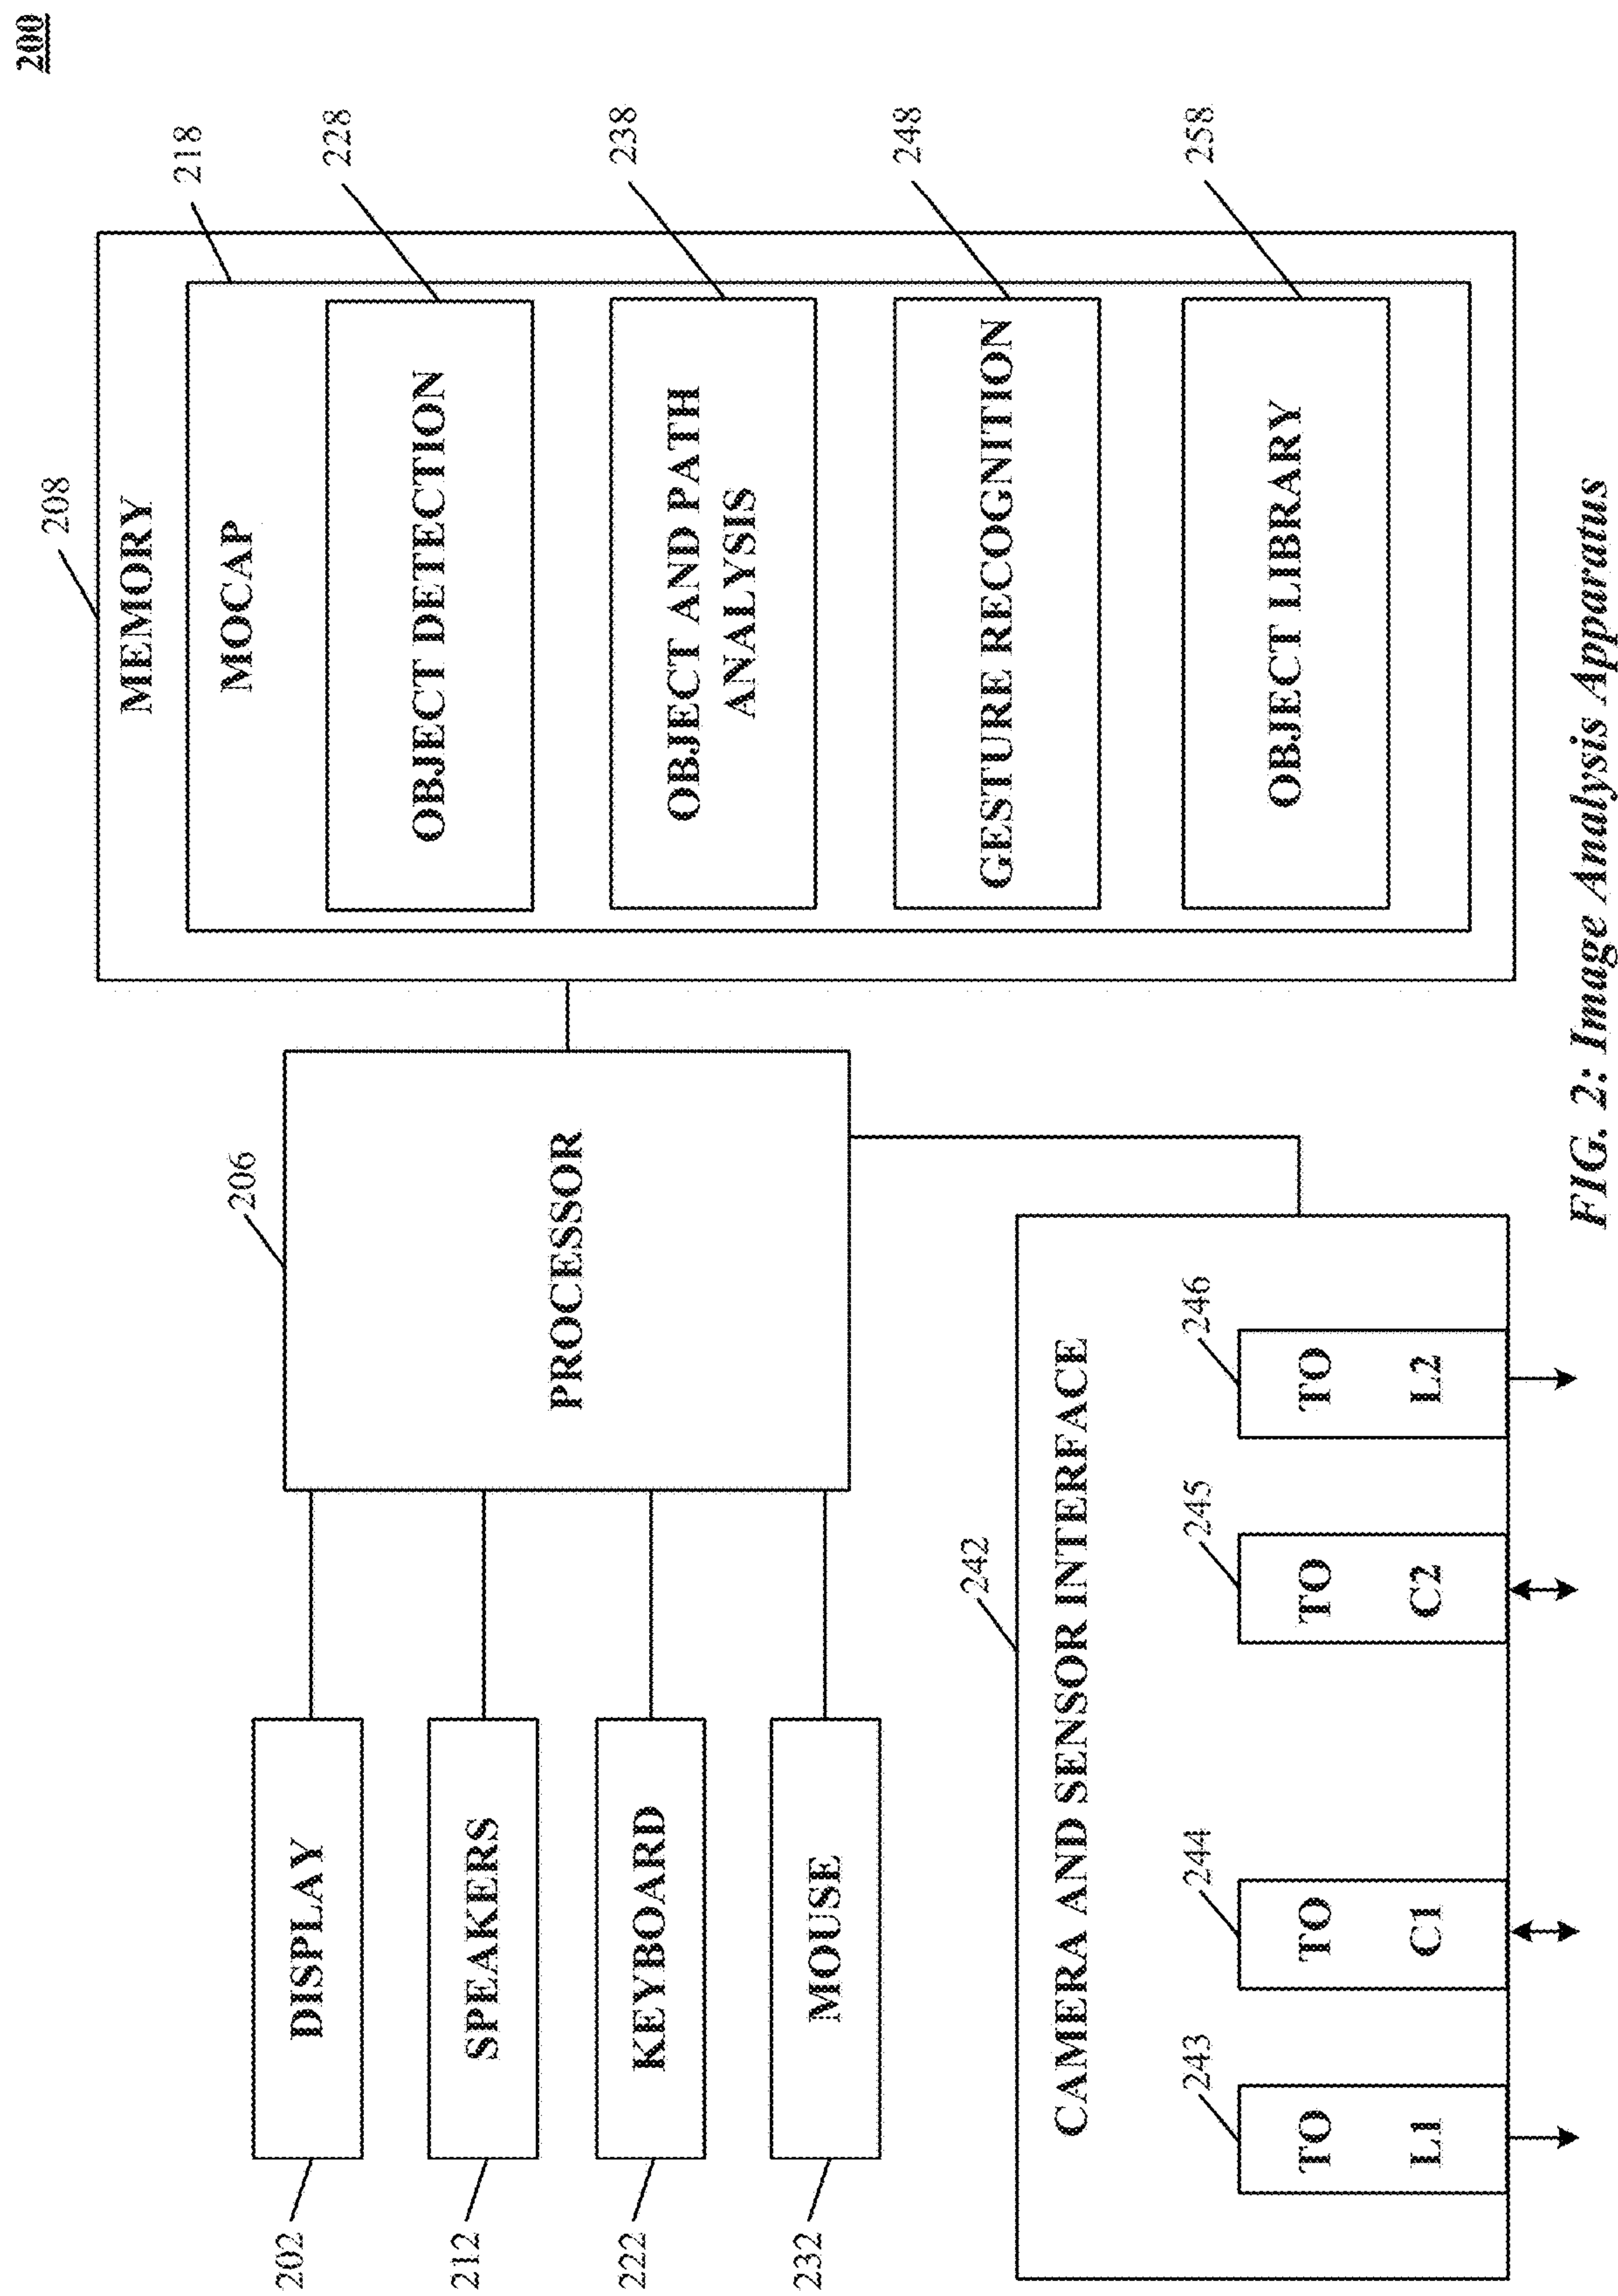 200
202
DISPLAY
212
SPEAKERS
222
KEYBOARD
232
MOUSE
206
PROCESSOR
208
MEMORY
218
MOCAP
228
OBJECT DETECTION
238
OBJECT AND PATH
ANALYSIS
248
GESTURE RECOGNITION
258
OBJECT LIBRARY
242
CAMERA AND SENSOR INTERFACE
243
TO
L1
244
TO
C1
245
TO
C2
246
TO
L2
FIG. 2: Image Analysis Apparatus